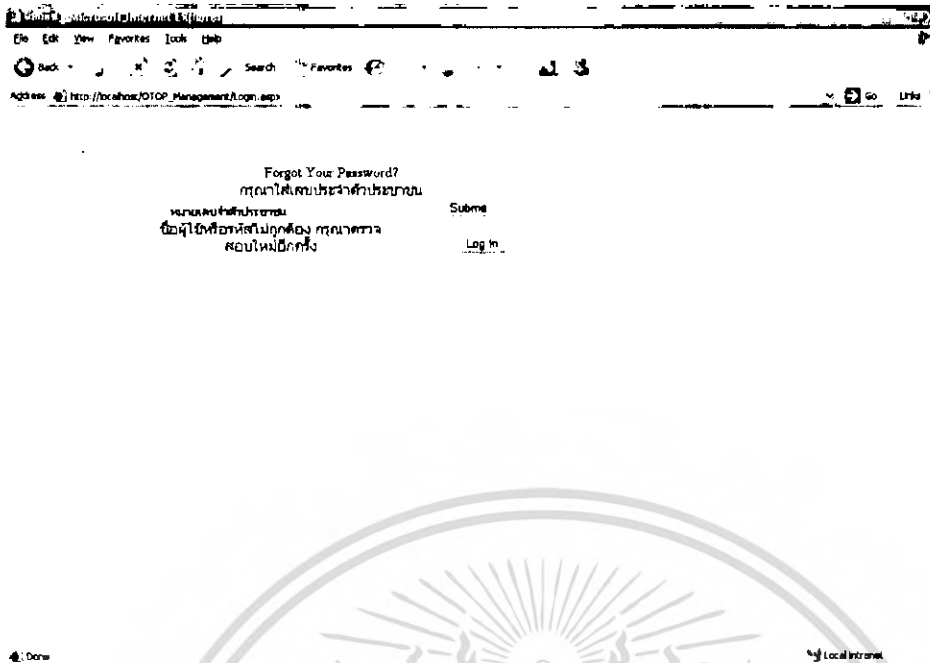 Microsoft Internet Explorer
File Edit View Favorites Tools Help
Back Search Favorites
Address http://localhost/OTOP_Management/Login.aspx Go Links
Forgot Your Password?
กรุณาใส่เลขประจำตัวประชาชน
หมายเลขจำตัวประชาชน Submit
ชื่อผู้ใช้หรือรหัสไม่ถูกต้อง กรุณาตรวจ
สอบใหม่อีกครั้ง Log In
Done Local intranet